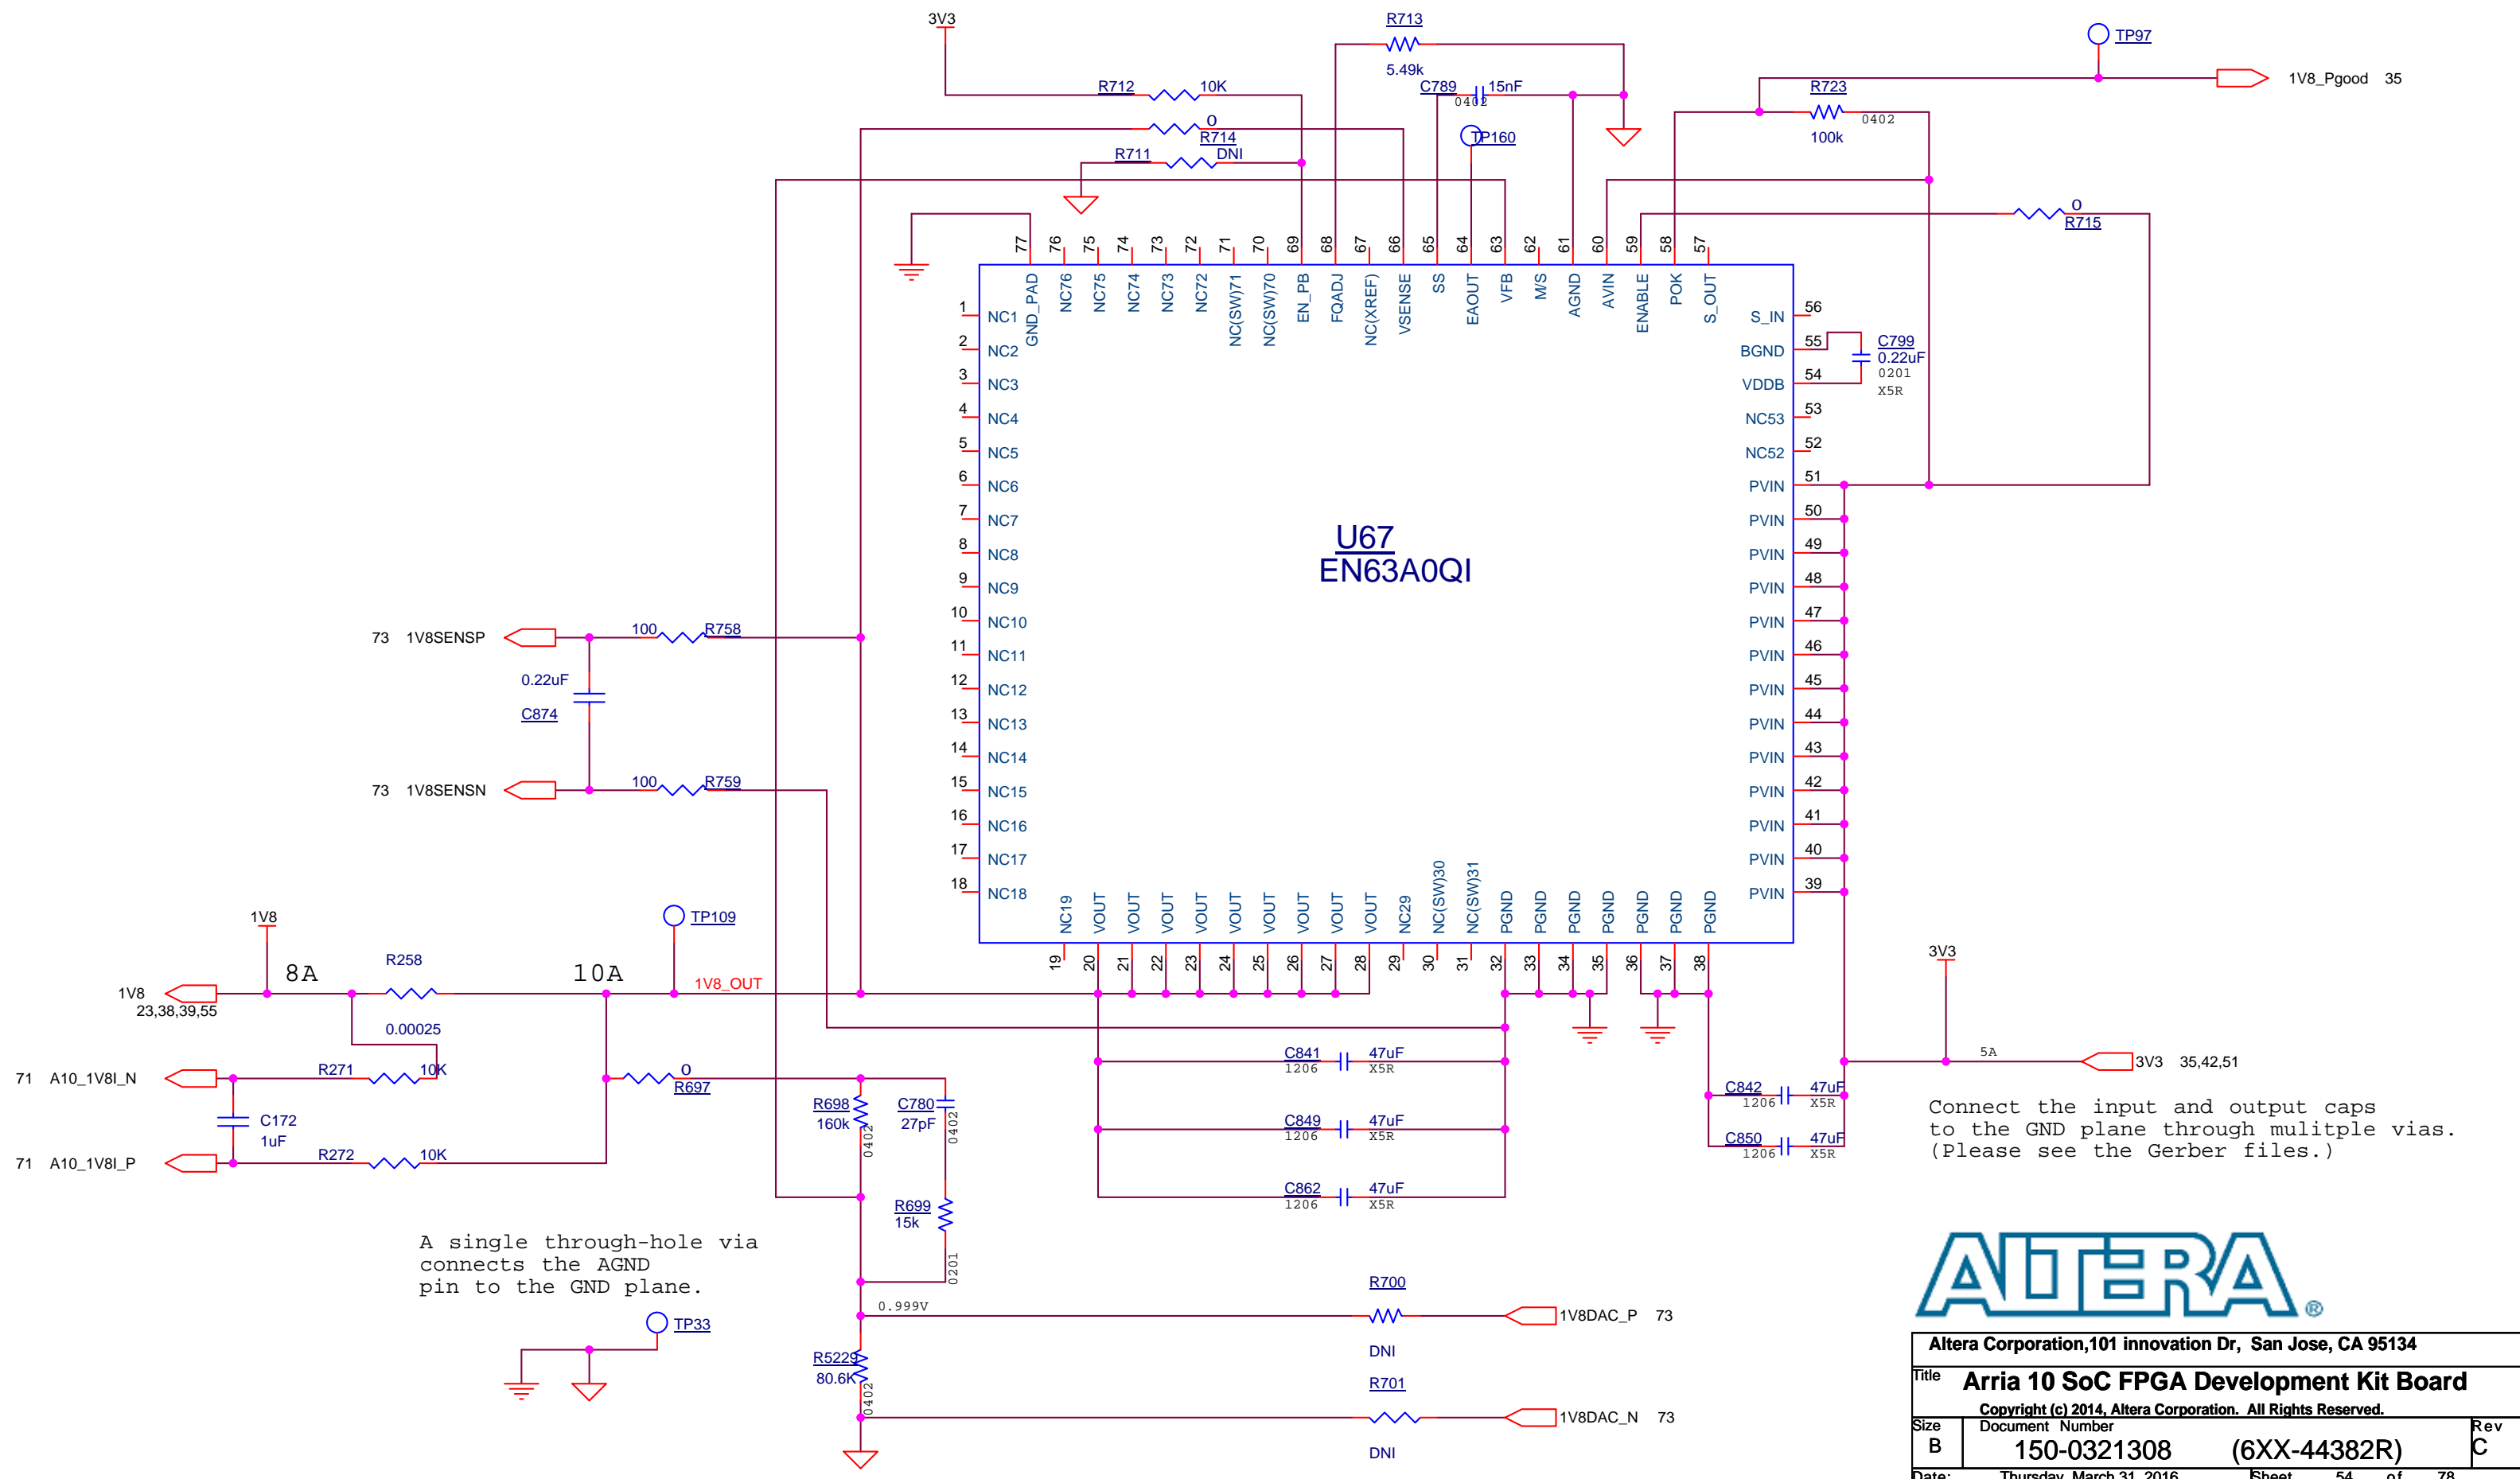 3V3
R713
5.49k
R712 10K
C789 15nF
0402
0
R714
R711 DNI
TP160
TP97
1V8_Pgood 35
R723
0402
100k
0
R715
77 76 75 74 73 72 71 70 69 68 67 66 65 64 63 62 61 60 59 58 57
GND_PAD NC76 NC75 NC74 NC73 NC72 NC(SW)71 NC(SW)70 EN_PB FQADJ NC(XREF) VSENSE SS EAOUT VFB M/S AGND AVIN ENABLE POK S_OUT
1 NC1
2 NC2
3 NC3
4 NC4
5 NC5
6 NC6
7 NC7
8 NC8
9 NC9
10 NC10
11 NC11
12 NC12
13 NC13
14 NC14
15 NC15
16 NC16
17 NC17
18 NC18
U67
EN63A0QI
S_IN 56
BGND 55
VDDB 54
NC53 53
NC52 52
PVIN 51
PVIN 50
PVIN 49
PVIN 48
PVIN 47
PVIN 46
PVIN 45
PVIN 44
PVIN 43
PVIN 42
PVIN 41
PVIN 40
PVIN 39
C799
0.22uF
0201
X5R
NC19 VOUT VOUT VOUT VOUT VOUT VOUT VOUT VOUT VOUT NC29 NC(SW)30 NC(SW)31 PGND PGND PGND PGND PGND PGND PGND
19 20 21 22 23 24 25 26 27 28 29 30 31 32 33 34 35 36 37 38
73 1V8SENSP
100 R758
0.22uF
C874
73 1V8SENSN
100 R759
1V8
8A
R258
10A
TP109
1V8_OUT
1V8
23,38,39,55
0.00025
71 A10_1V8I_N
R271 10K
C172
1uF
71 A10_1V8I_P
R272 10K
0
R697
R698
160k
0402
C780
27pF
0402
R699
15k
0201
C841 47uF
1206 X5R
C849 47uF
1206 X5R
C862 47uF
1206 X5R
3V3
5A
3V3 35,42,51
C842 47uF
1206 X5R
C850 47uF
1206 X5R
Connect the input and output caps
to the GND plane through mulitple vias.
(Please see the Gerber files.)
A single through-hole via
connects the AGND
pin to the GND plane.
TP33
0.999V
R5229
80.6K
0402
R700
1V8DAC_P 73
DNI
R701
1V8DAC_N 73
DNI
ALTERA ®
Altera Corporation,101 innovation Dr, San Jose, CA 95134
Title
Arria 10 SoC FPGA Development Kit Board
Copyright (c) 2014, Altera Corporation. All Rights Reserved.
Size Document Number Rev
B 150-0321308 (6XX-44382R) C
Date: Thursday, March 31, 2016 Sheet 54 of 78